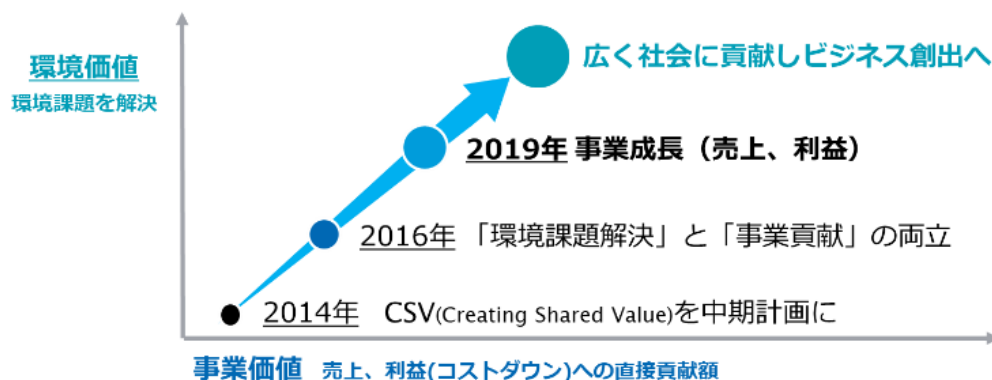 環境価値
環境課題を解決
広く社会に貢献しビジネス創出へ
2019年 事業成長（売上、利益）
2016年 「環境課題解決」と「事業貢献」の両立
2014年 CSV(Creating Shared Value)を中期計画に
事業価値 売上、利益(コストダウン)への直接貢献額